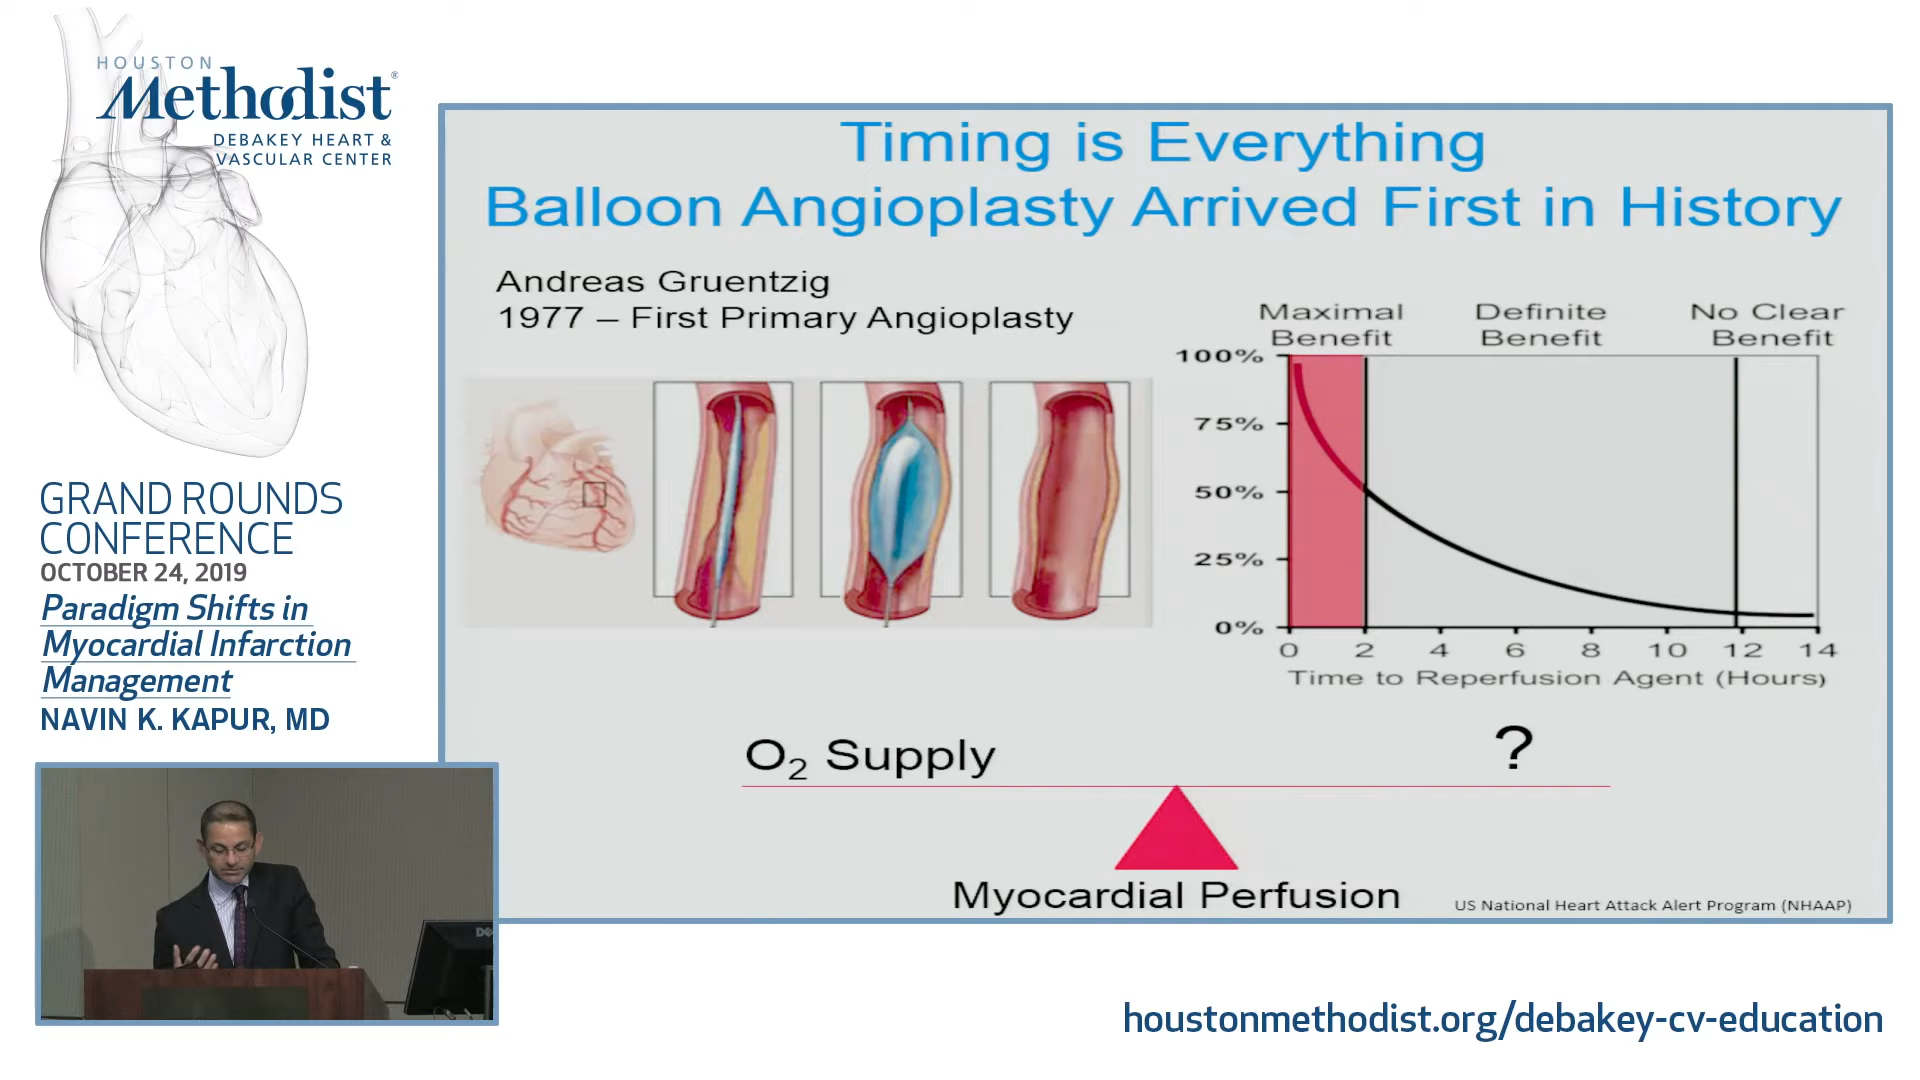 HOUSTON
Methodist®
DEBAKEY HEART &
VASCULAR CENTER
GRAND ROUNDS
CONFERENCE
OCTOBER 24, 2019
Paradigm Shifts in
Myocardial Infarction
Management
NAVIN K. KAPUR, MD
Timing is Everything
Balloon Angioplasty Arrived First in History
Andreas Gruentzig
1977 – First Primary Angioplasty
Maximal Benefit
Definite Benefit
No Clear Benefit
100%
75%
50%
25%
0%
0 2 4 6 8 10 12 14
Time to Reperfusion Agent (Hours)
O₂ Supply
?
Myocardial Perfusion
US National Heart Attack Alert Program (NHAAP)
houstonmethodist.org/debakey-cv-education